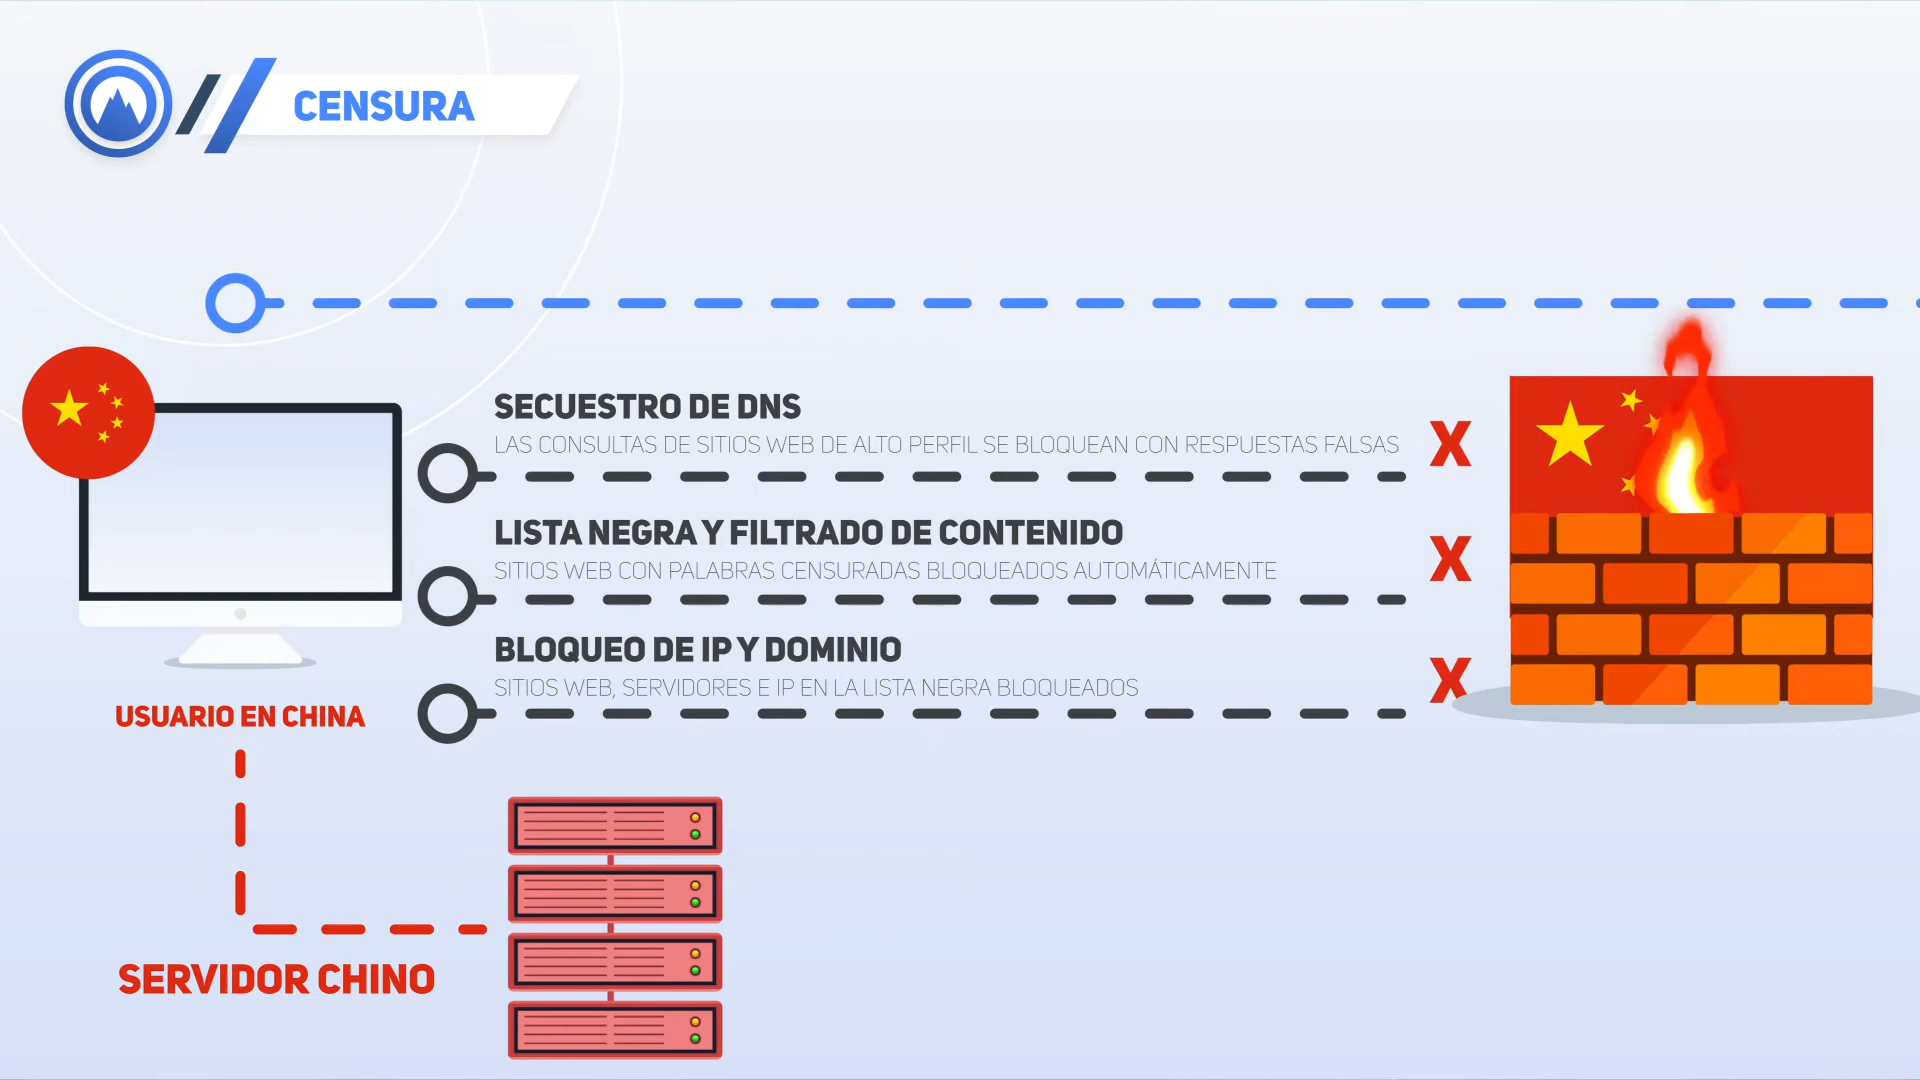 CENSURA
SECUESTRO DE DNS
LAS CONSULTAS DE SITIOS WEB DE ALTO PERFIL SE BLOQUEAN CON RESPUESTAS FALSAS
X
LISTA NEGRA Y FILTRADO DE CONTENIDO
SITIOS WEB CON PALABRAS CENSURADAS BLOQUEADOS AUTOMÁTICAMENTE
X
BLOQUEO DE IP Y DOMINIO
SITIOS WEB, SERVIDORES E IP EN LA LISTA NEGRA BLOQUEADOS
X
USUARIO EN CHINA
SERVIDOR CHINO